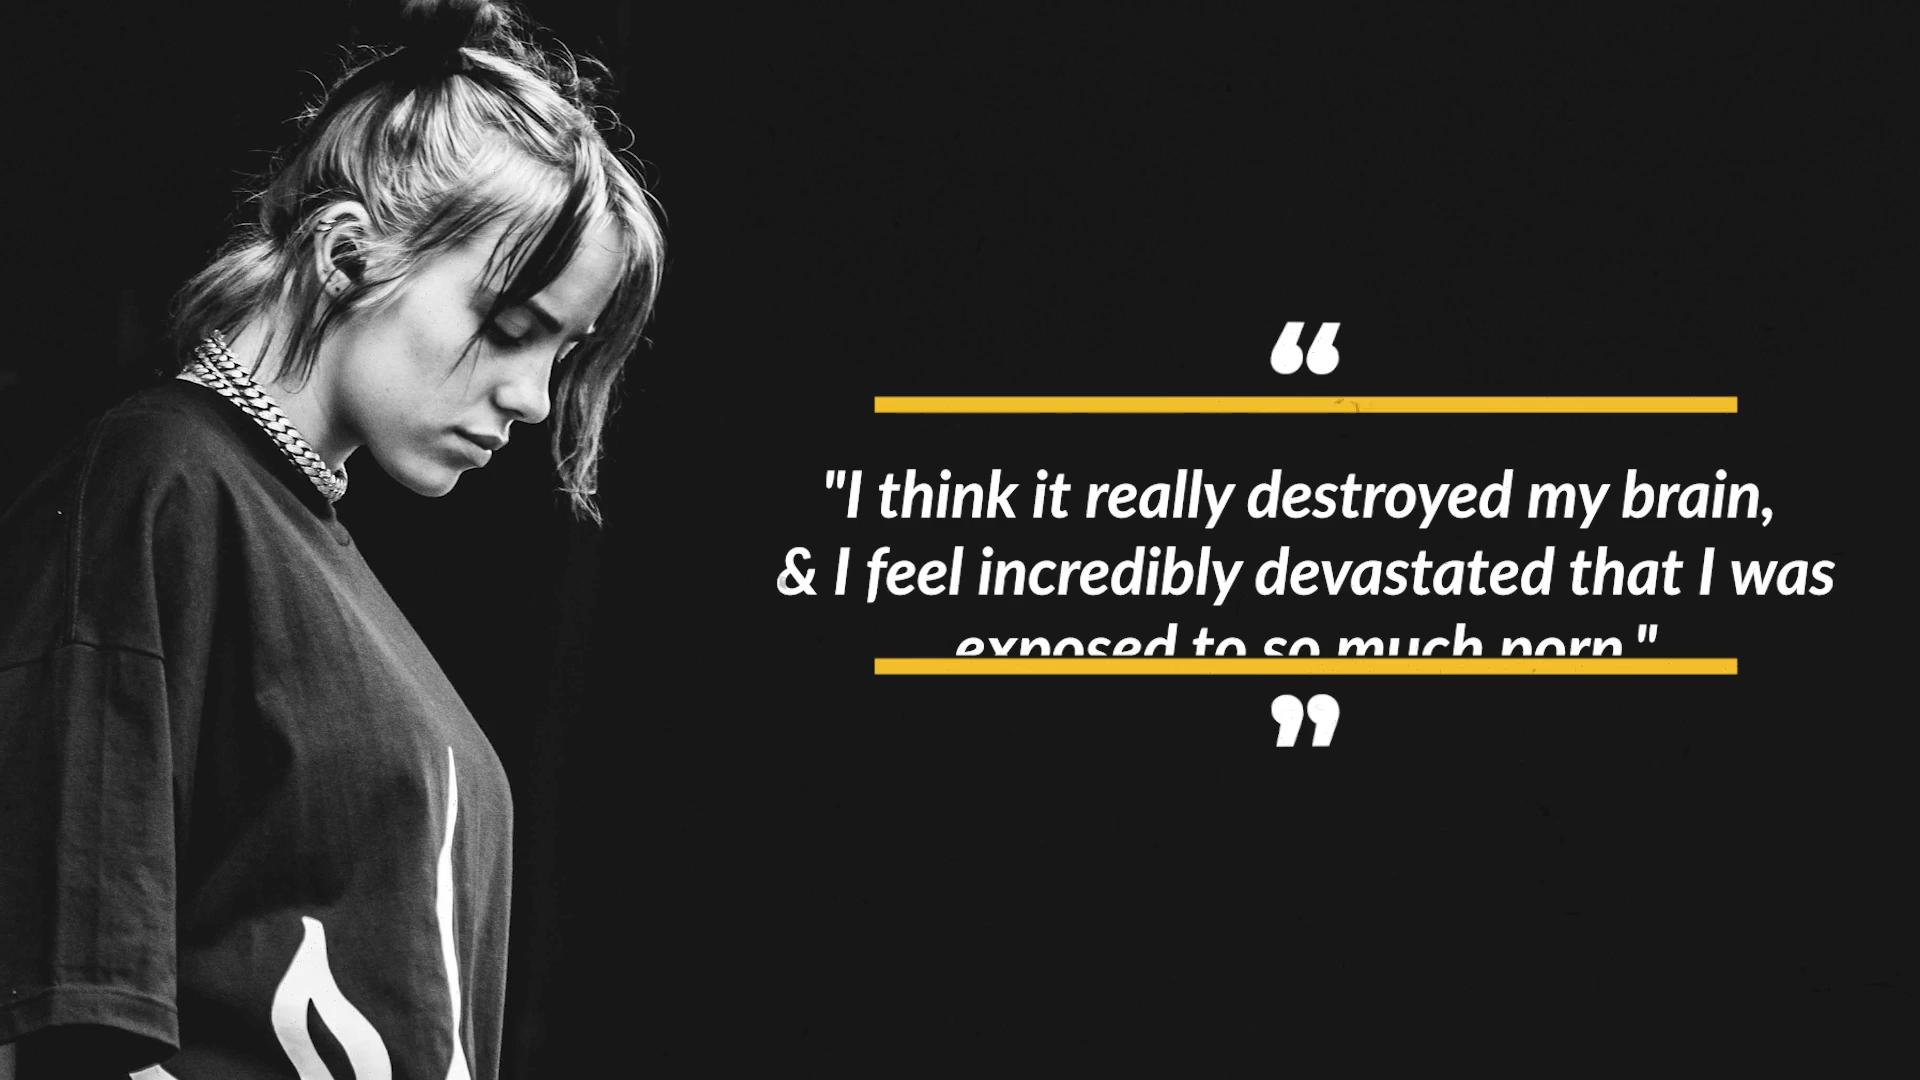 “
"I think it really destroyed my brain,
& I feel incredibly devastated that I was
exposed to so much porn."
”